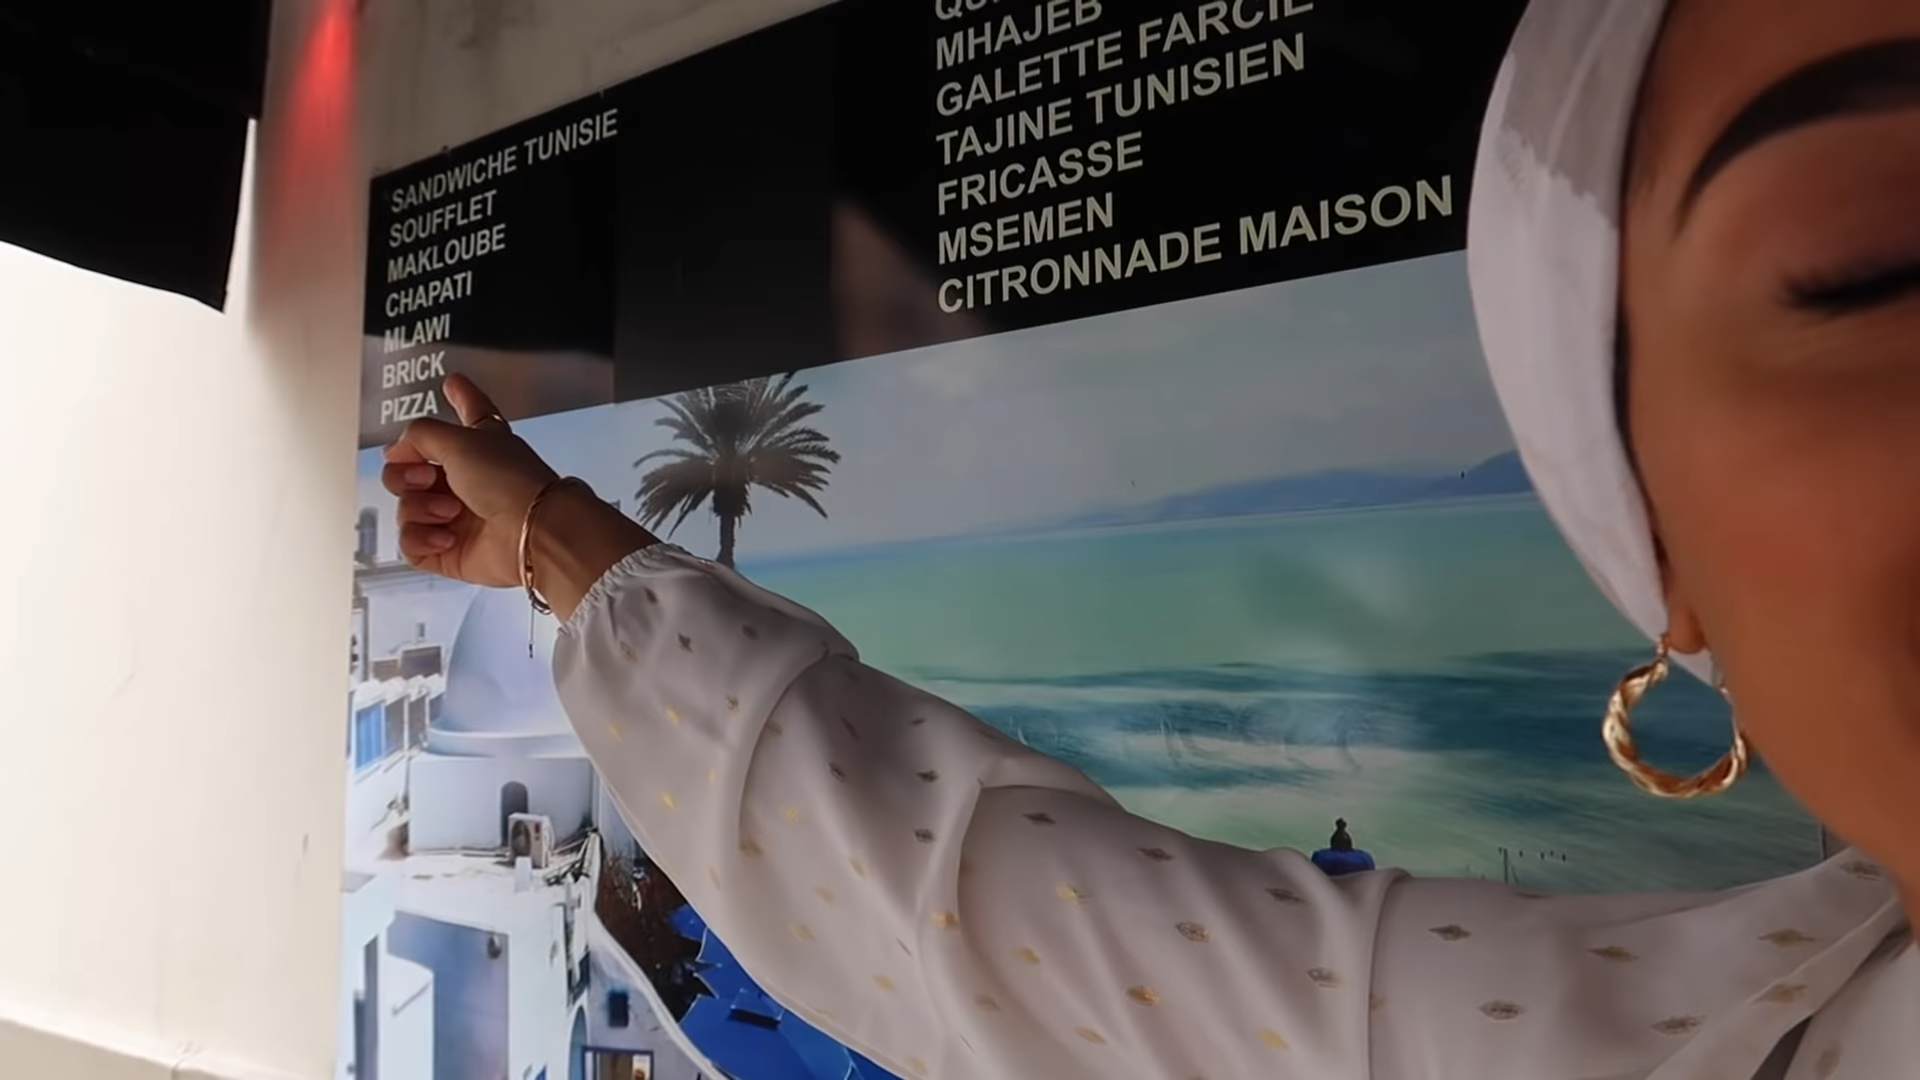 SANDWICHE TUNISIE
SOUFFLET
MAKLOUBE
CHAPATI
MLAWI
BRICK
PIZZA
MHAJEB
GALETTE FARCIE
TAJINE TUNISIEN
FRICASSE
MSEMEN
CITRONNADE MAISON